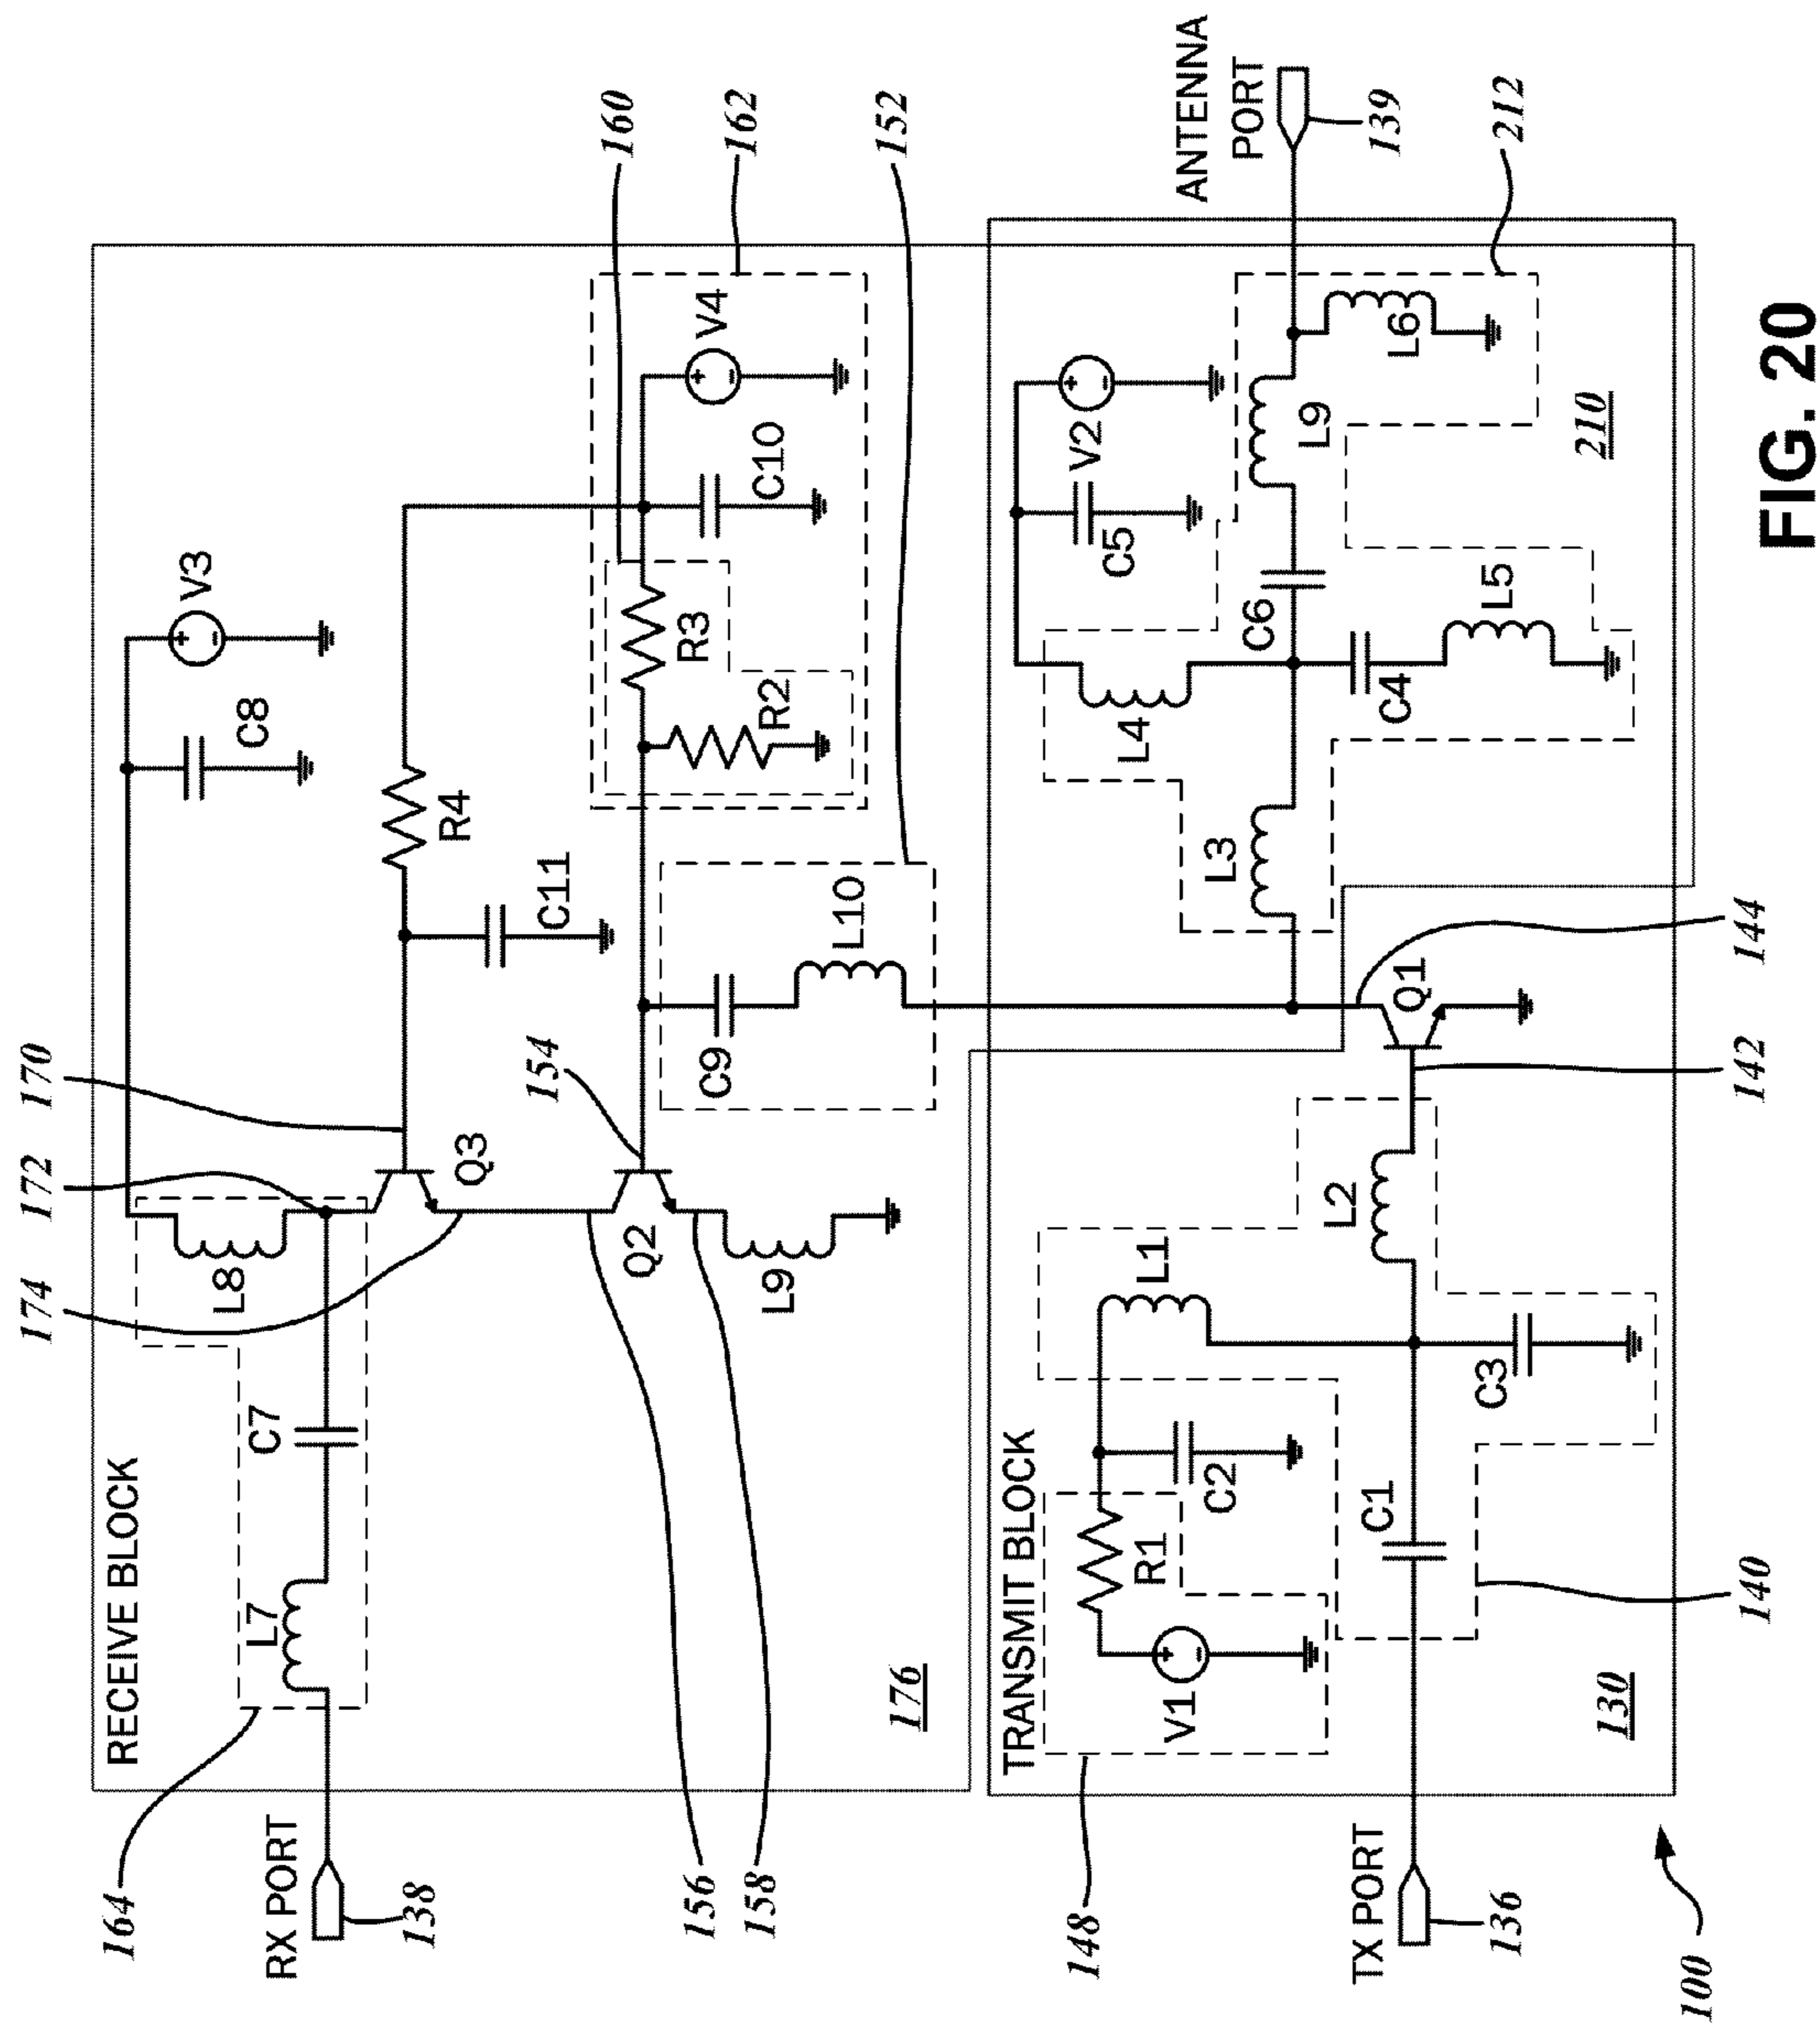 RECEIVE BLOCK
164
RX PORT
138
L7
C7
L8
172
174
170
Q3
156
158
Q2
154
L9
176
C8
V3
R4
C11
160
162
152
R3
R2
V4
C10
C9
L10
TRANSMIT BLOCK
148
V1
R1
C2
L1
TX PORT
136
C1
C3
L2
140
130
100
142
144
Q1
L3
L4
C5
V2
C6
C4
L5
L9
L6
210
212
ANTENNA
PORT
139
FIG. 20